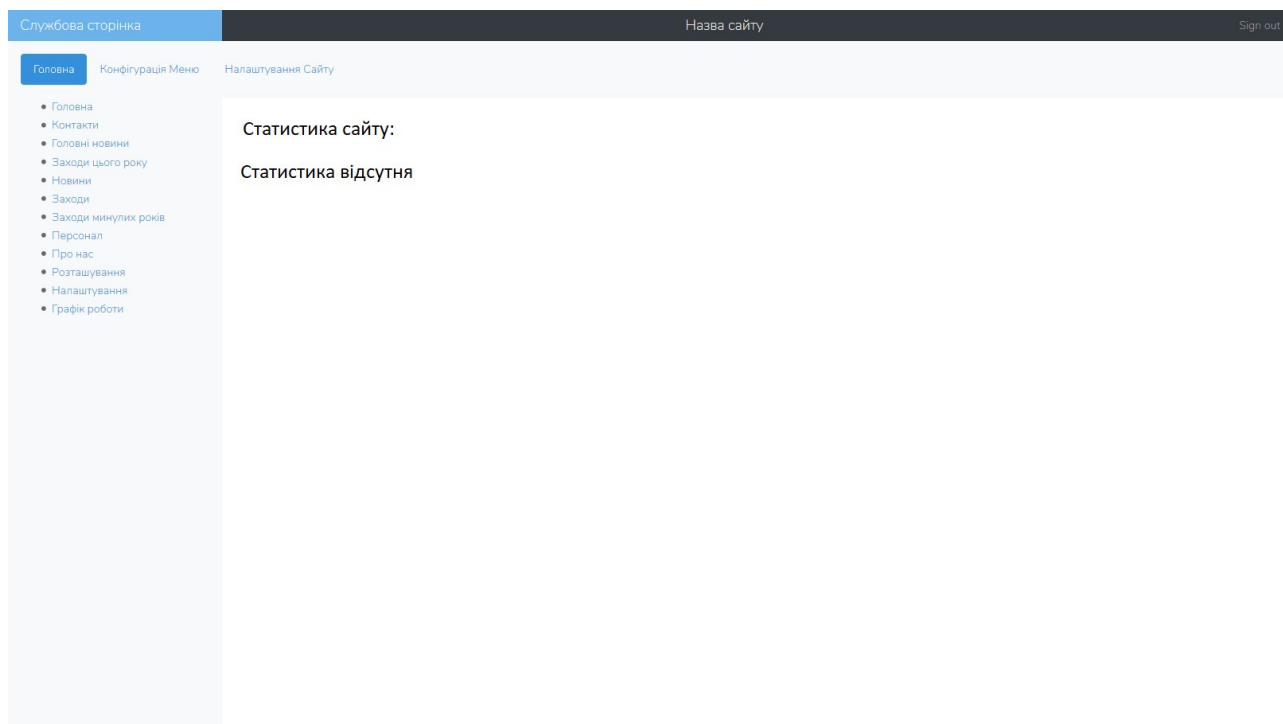 Службова сторінка Назва сайту Sign out
Головна Конфігурація Меню Налаштування Сайту
Головна
Контакти
Головні новини
Заходи цього року
Новини
Заходи
Заходи минулих років
Персонал
Про нас
Розташування
Налаштування
Графік роботи
Статистика сайту:
Статистика відсутня